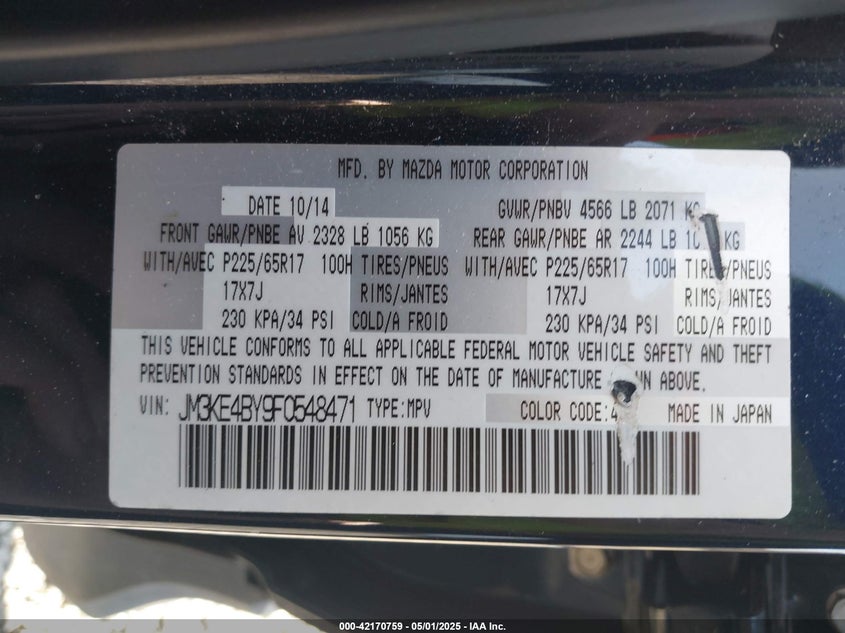 MFD. BY MAZDA MOTOR CORPORATION
DATE 10/14 GVWR/PNBV 4566 LB 2071 KG
FRONT GAWR/PNBE AV 2328 LB 1056 KG REAR GAWR/PNBE AR 2244 LB KG
WITH/AVEC P225/65R17 100H TIRES/PNEUS WITH/AVEC P225/65R17 100H TIRES/PNEUS
17X7J RIMS/JANTES 17X7J RIMS/JANTES
230 KPA/34 PSI COLD/A FROID 230 KPA/34 PSI COLD/A FROID
THIS VEHICLE CONFORMS TO ALL APPLICABLE FEDERAL MOTOR VEHICLE SAFETY AND THEFT
PREVENTION STANDARDS IN EFFECT ON THE DATE OF MANUFACTURE ABOVE.
VIN: JM3KE4BY9F0548471 TYPE:MPV COLOR CODE: MADE IN JAPAN
000-42170759 - 05/01/2025 - IAA Inc.